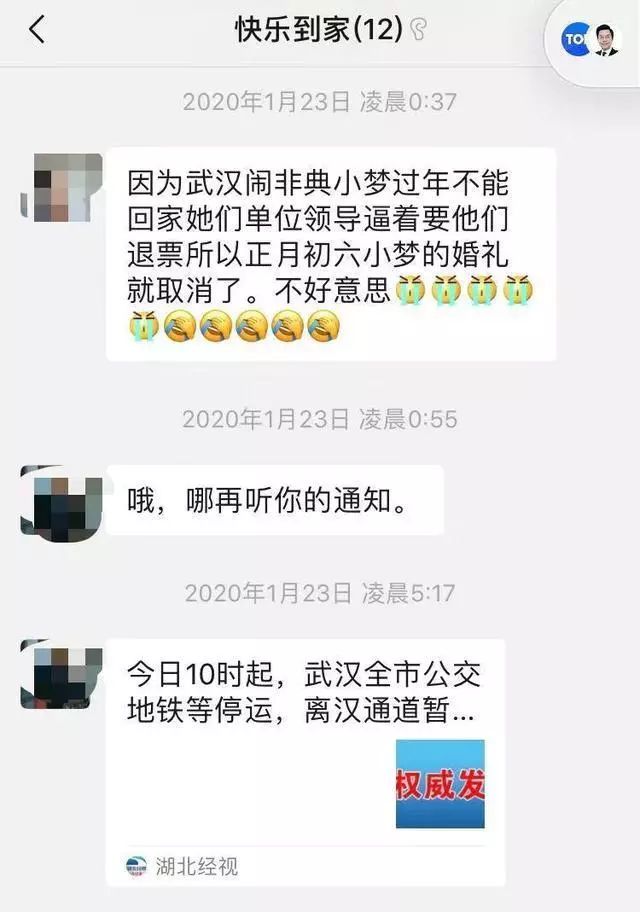 快乐到家(12)
TO
2020年1月23日 凌晨0:37
因为武汉闹非典小梦过年不能
回家她们单位领导逼着要他们
退票所以正月初六小梦的婚礼
就取消了。不好意思😭😭😭😭
😭🤦🤦🤦🤦🤦
2020年1月23日 凌晨0:55
哦，哪再听你的通知。
2020年1月23日 凌晨5:17
今日10时起，武汉全市公交
地铁等停运，离汉通道暂...
权威发
湖北经视